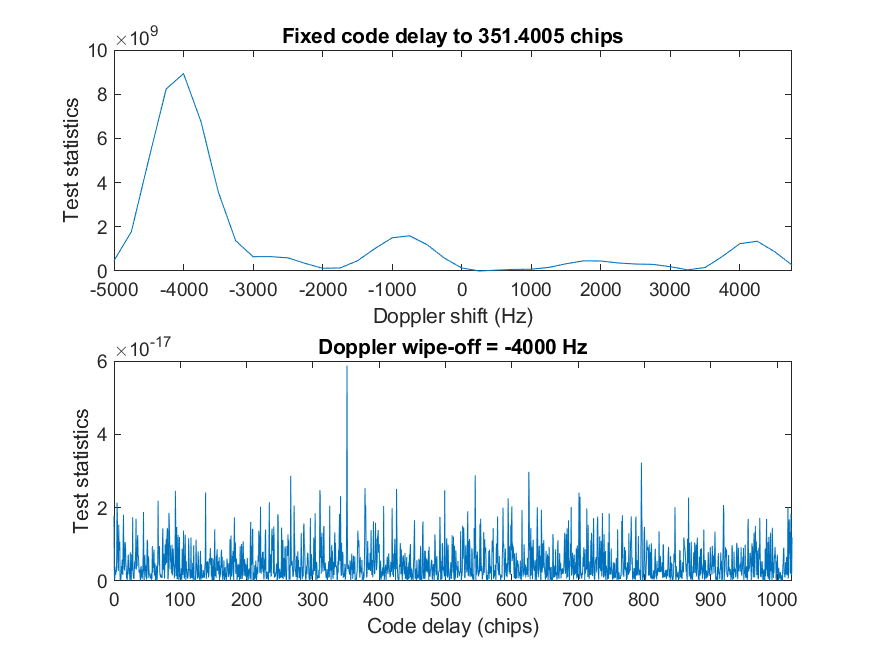 ×10^9
Fixed code delay to 351.4005 chips
10
8
6
4
2
0
Test statistics
-5000 -4000 -3000 -2000 -1000 0 1000 2000 3000 4000
Doppler shift (Hz)
×10^-17
Doppler wipe-off = -4000 Hz
6
4
2
0
Test statistics
0 100 200 300 400 500 600 700 800 900 1000
Code delay (chips)